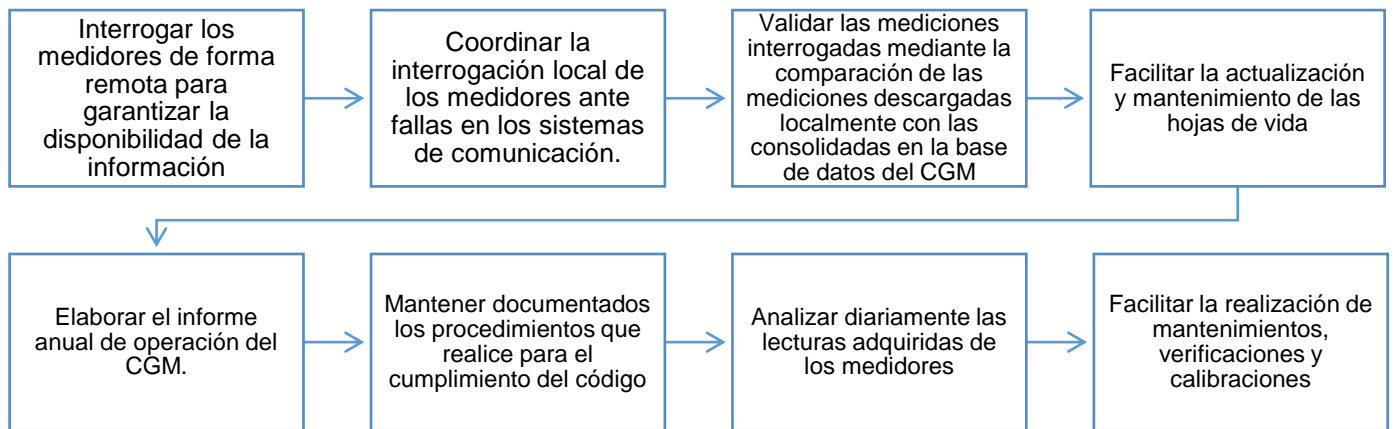 Interrogar los
medidores de forma
remota para
garantizar la
disponibilidad de la
información
Coordinar la
interrogación local de
los medidores ante
fallas en los sistemas
de comunicación.
Validar las mediciones
interrogadas mediante la
comparación de las
mediciones descargadas
localmente con las
consolidadas en la base
de datos del CGM
Facilitar la actualización
y mantenimiento de las
hojas de vida
Elaborar el informe
anual de operación del
CGM.
Mantener documentados
los procedimientos que
realice para el
cumplimiento del código
Analizar diariamente las
lecturas adquiridas de
los medidores
Facilitar la realización de
mantenimientos,
verificaciones y
calibraciones